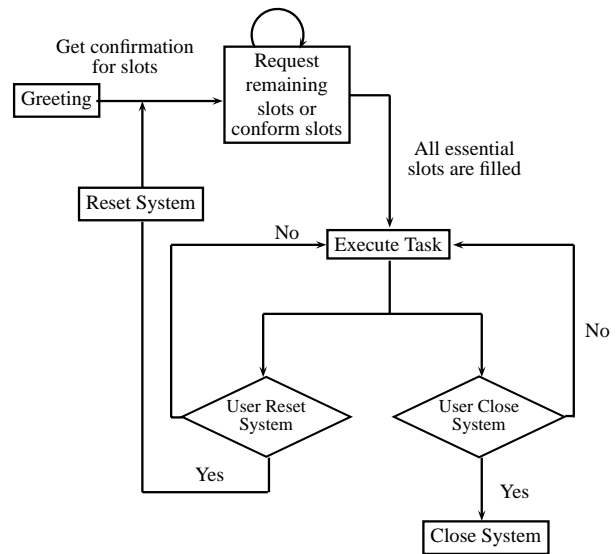 Get confirmation
for slots
Greeting
Request
remaining
slots or
conform slots
All essential
slots are filled
Reset System
No
Execute Task
No
User Reset
System
User Close
System
Yes
Yes
Close System